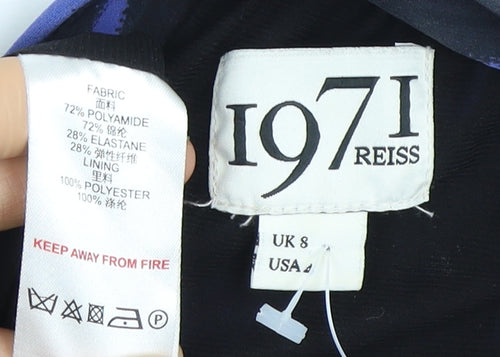 FABRIC
面料
72% POLYAMIDE
72% 锦纶
28% ELASTANE
28% 弹性纤维
LINING
里料
100% POLYESTER
100% 涤纶
KEEP AWAY FROM FIRE
P
1971
REISS
UK 8
USA